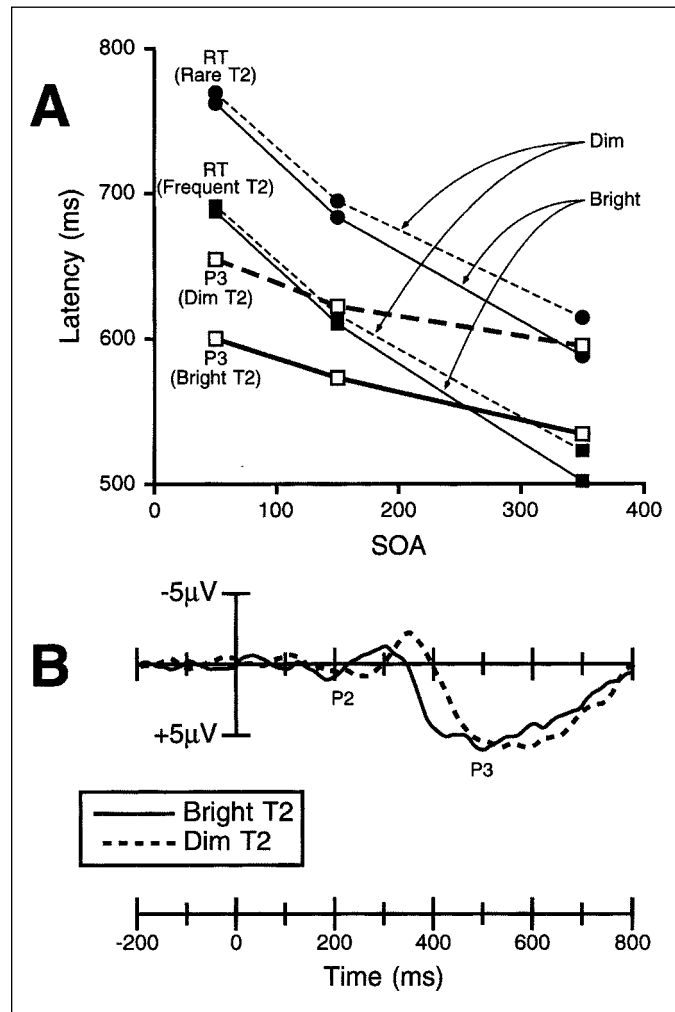 A
800
700
600
500
Latency (ms)
RT
(Rare T2)
RT
(Frequent T2)
P3
(Dim T2)
P3
(Bright T2)
Dim
Bright
0
100
200
300
400
SOA
B
-5μV
+5μV
P2
P3
Bright T2
Dim T2
-200
0
200
400
600
800
Time (ms)